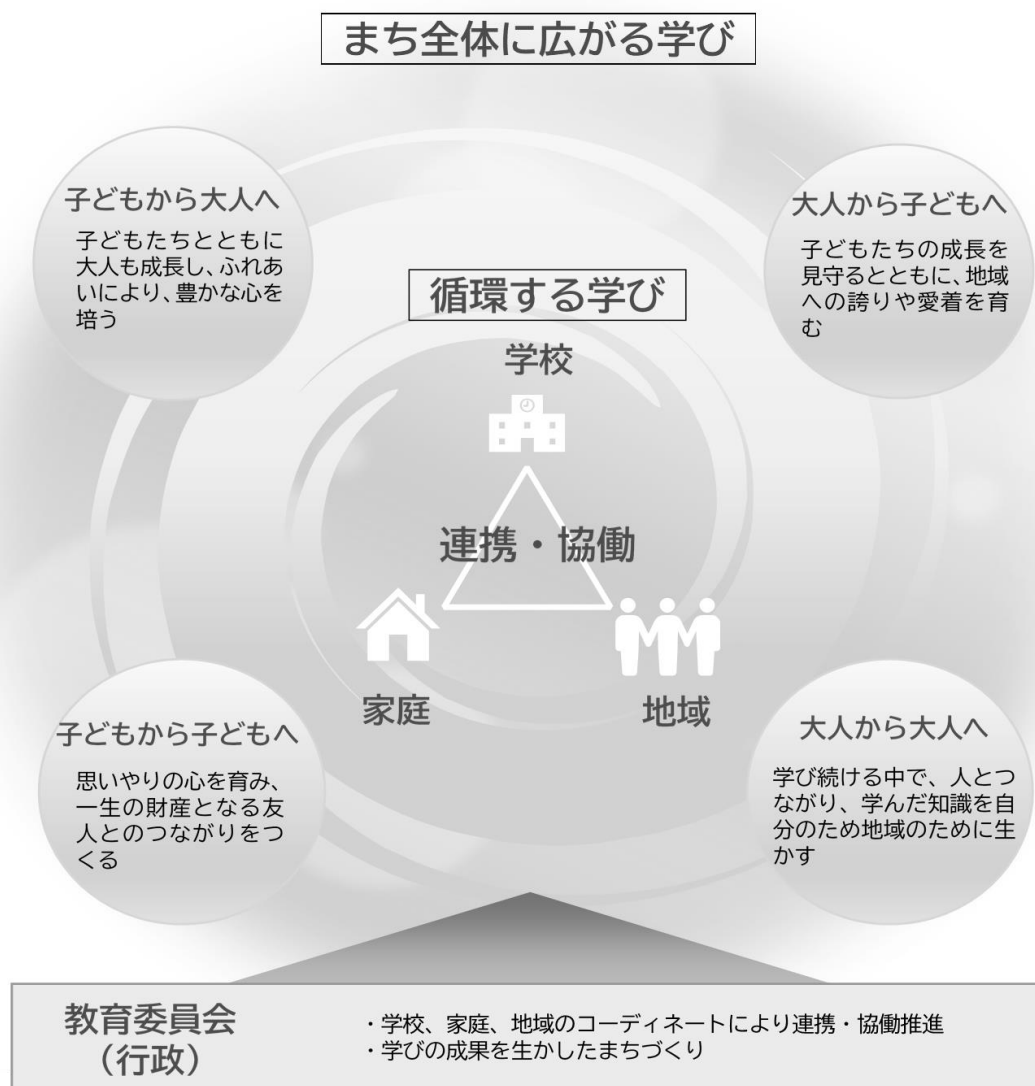 まち全体に広がる学び
子どもから大人へ
子どもたちとともに
大人も成長し、ふれあ
いにより、豊かな心を
培う
大人から子どもへ
子どもたちの成長を
見守るとともに、地域
への誇りや愛着を育
む
循環する学び
学校
連携・協働
家庭
地域
子どもから子どもへ
思いやりの心を育み、
一生の財産となる友
人とのつながりをつ
くる
大人から大人へ
学び続ける中で、人とつ
ながり、学んだ知識を自
分のため地域のために生
かす
教育委員会
（行政）
・学校、家庭、地域のコーディネートにより連携・協働推進
・学びの成果を生かしたまちづくり